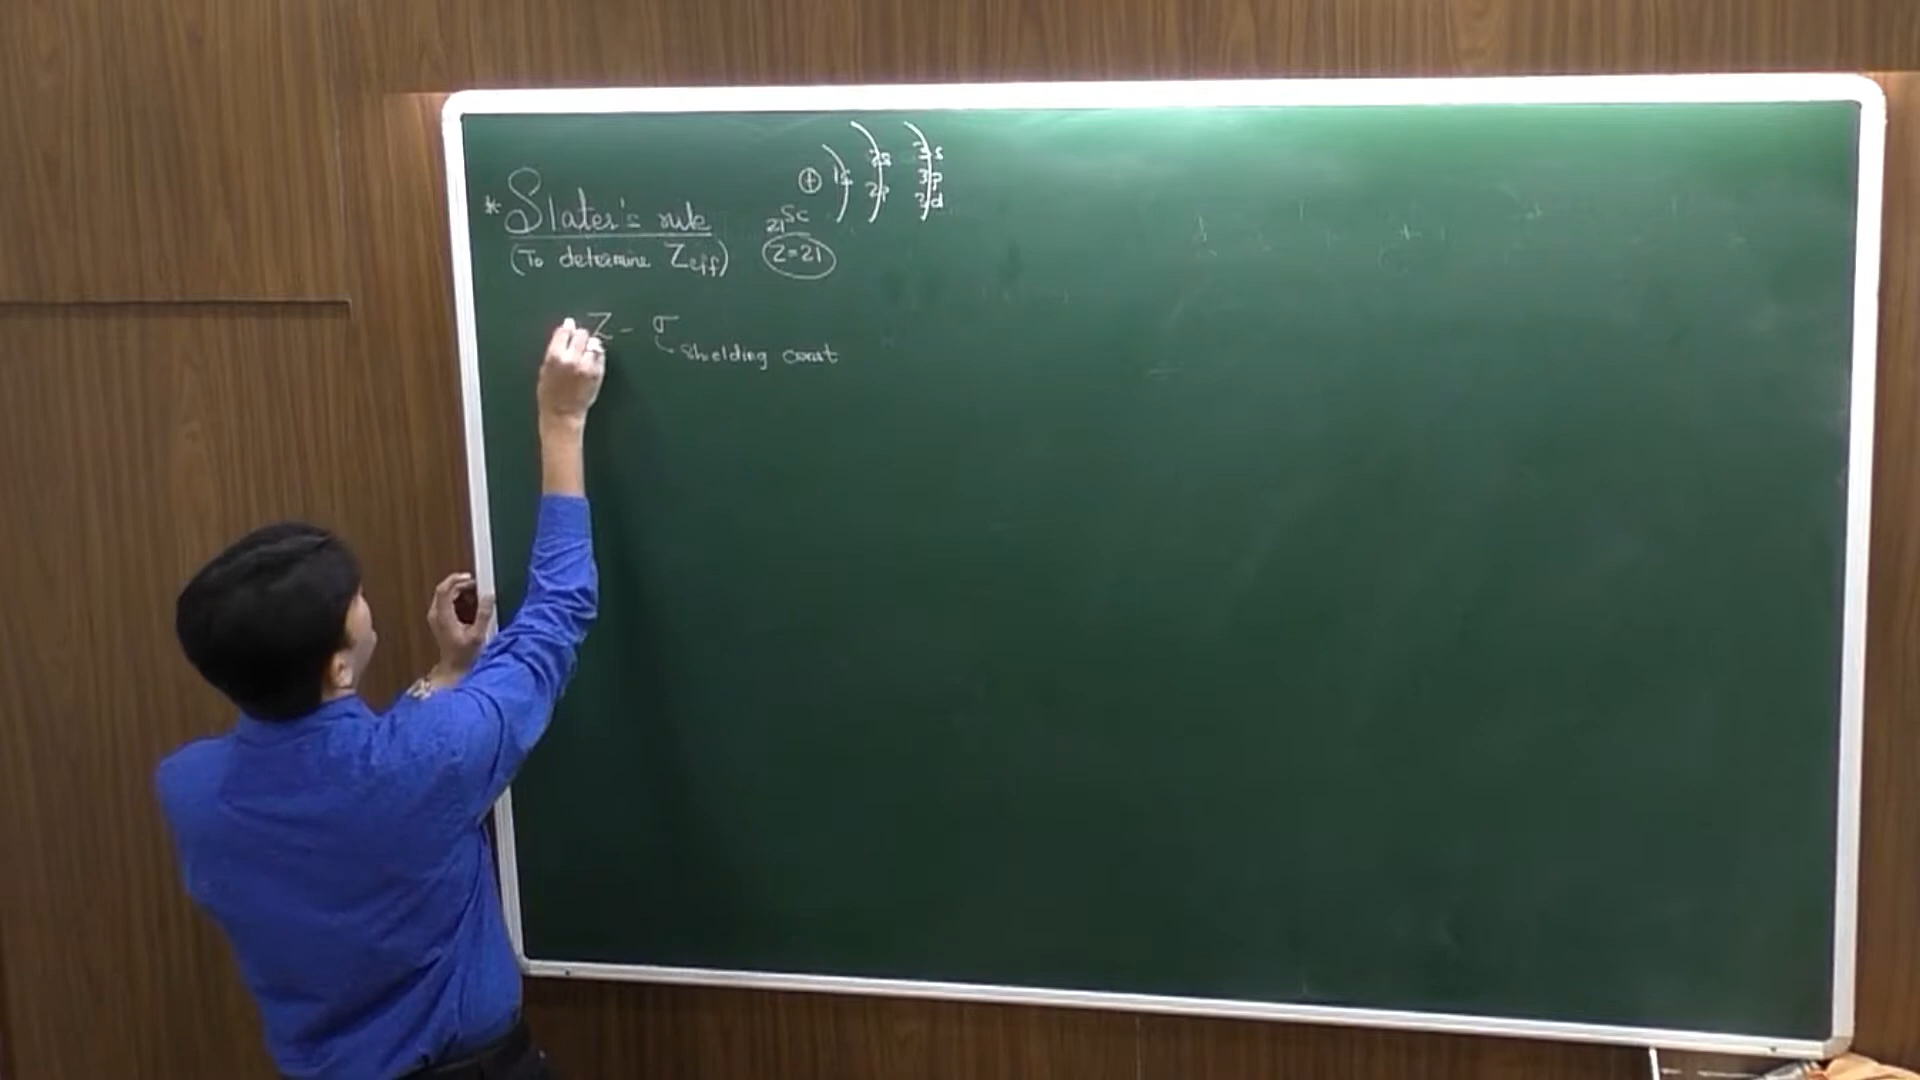 * Slater's rule
(To determine Zeff)
21Sc
Z=21
+ 1s 2s 3s
2p 3p
3d
Z - σ
Shielding const